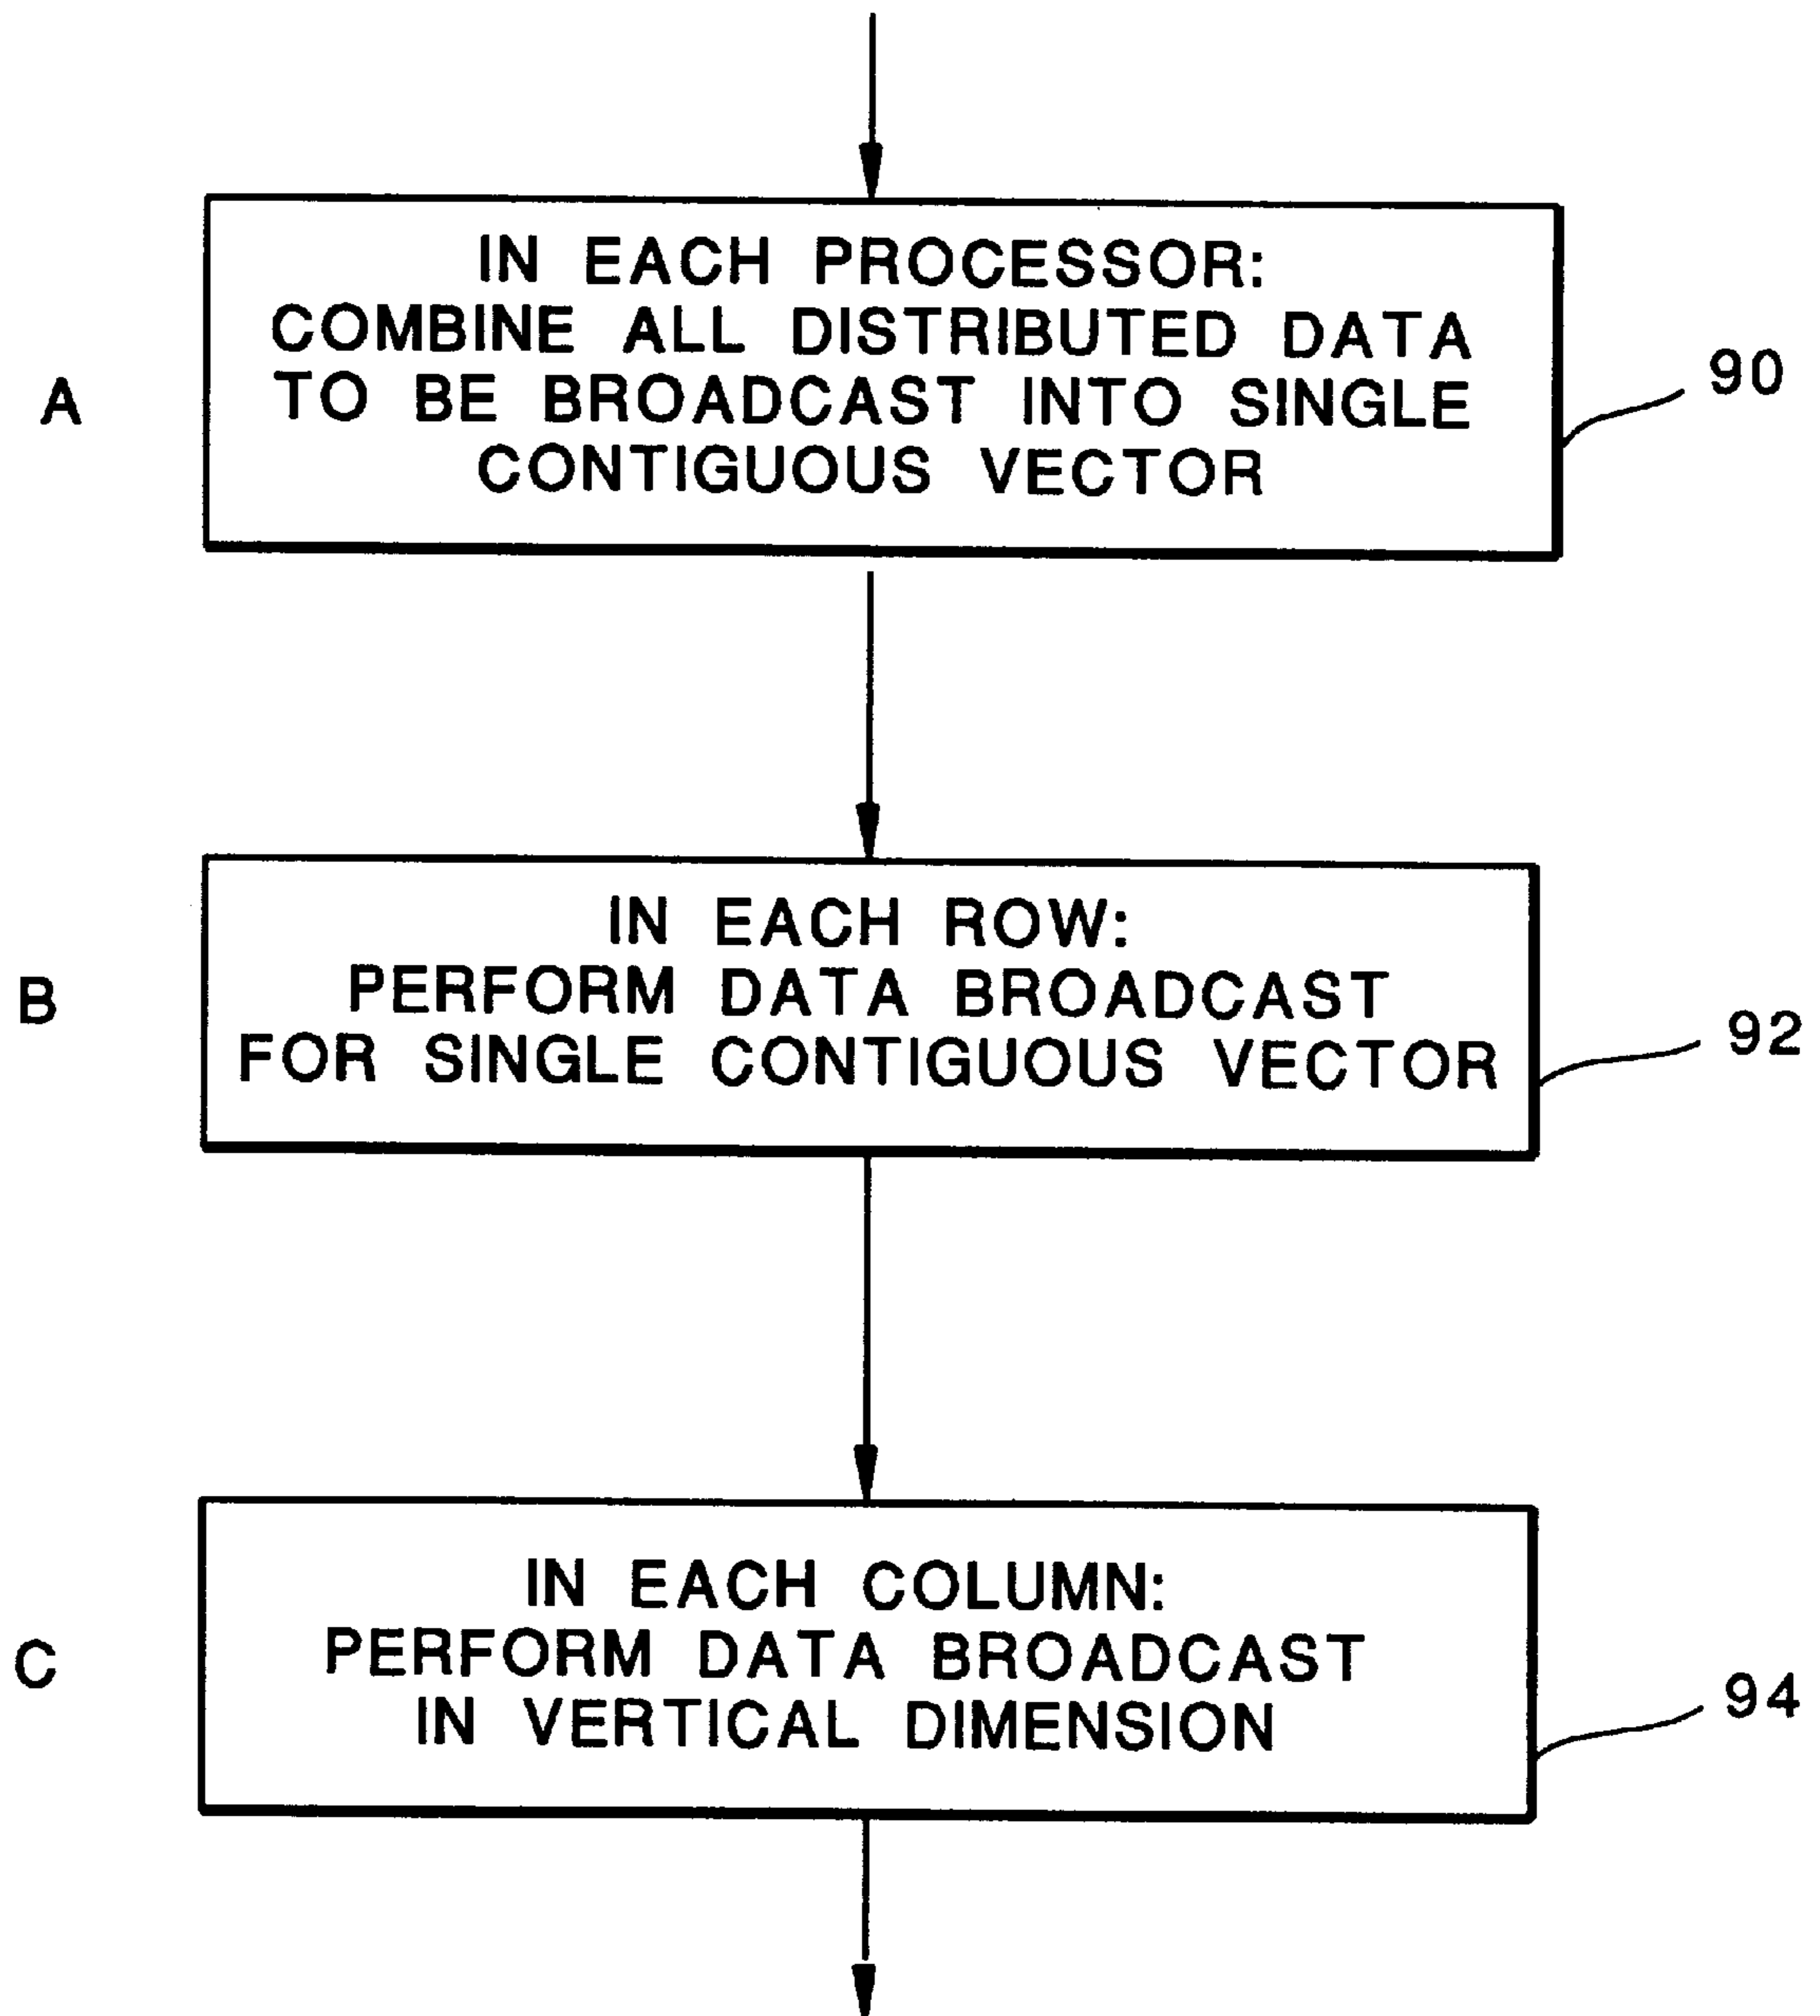 IN EACH PROCESSOR:
COMBINE ALL DISTRIBUTED DATA
TO BE BROADCAST INTO SINGLE
CONTIGUOUS VECTOR
A
90
IN EACH ROW:
PERFORM DATA BROADCAST
FOR SINGLE CONTIGUOUS VECTOR
B
92
IN EACH COLUMN:
PERFORM DATA BROADCAST
IN VERTICAL DIMENSION
C
94